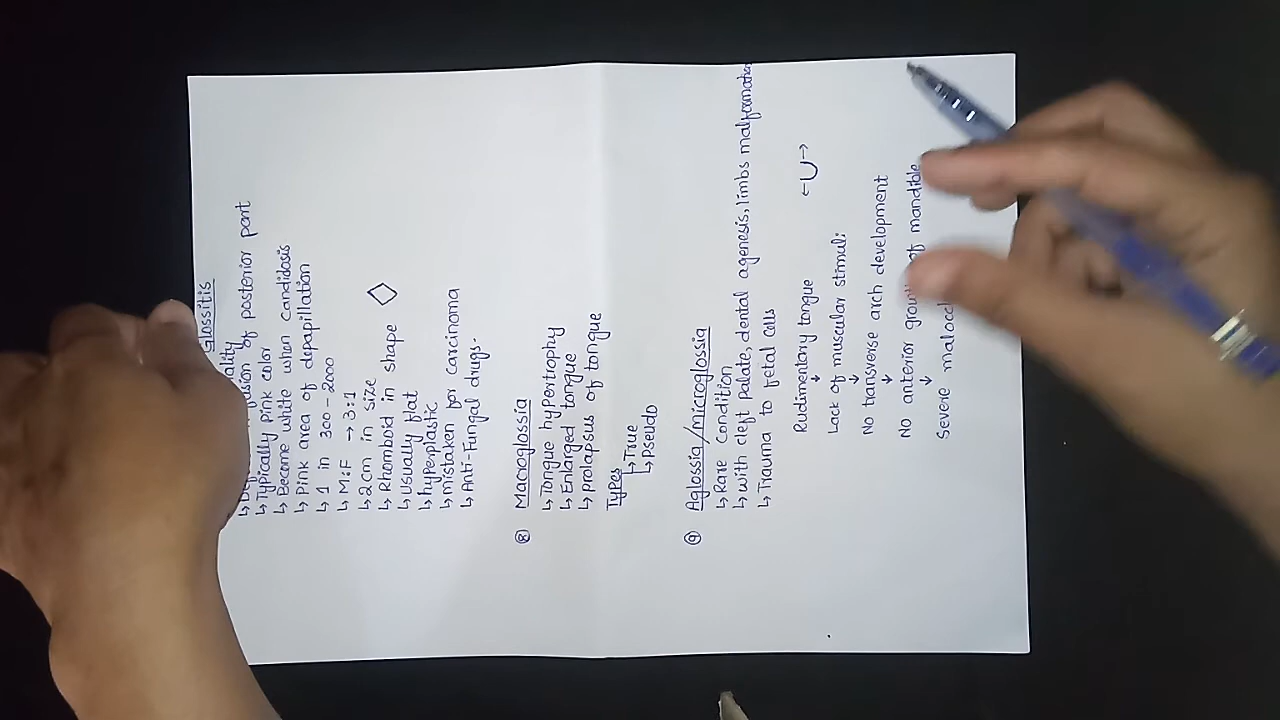 Glossitis
fusion of posterior part
ality
↳ Typically pink color
↳ Become white when candidosis
↳ Pink area of depapillation
↳ 1 in 300 - 2000
↳ M:F → 3:1
↳ 2cm in size
↳ Rhomboid in shape ◇
↳ Usually flat
↳ hyperplastic
↳ mistaken for carcinoma
↳ Anti-Fungal drugs.
⑧ Macroglossia
↳ Tongue hypertrophy
↳ Enlarged tongue
↳ prolapsus of tongue
Types
↳ True
↳ pseudo
⑨ Aglossia/microglossia
↳ Rare Condition
↳ with cleft palate, dental agenesis, limbs malformation
↳ Trauma to fetal cells
Rudimentary tongue ← U →
↓
Lack of muscular stimuli
↓
No transverse arch development
↓
No anterior of mandible
↓
Severe